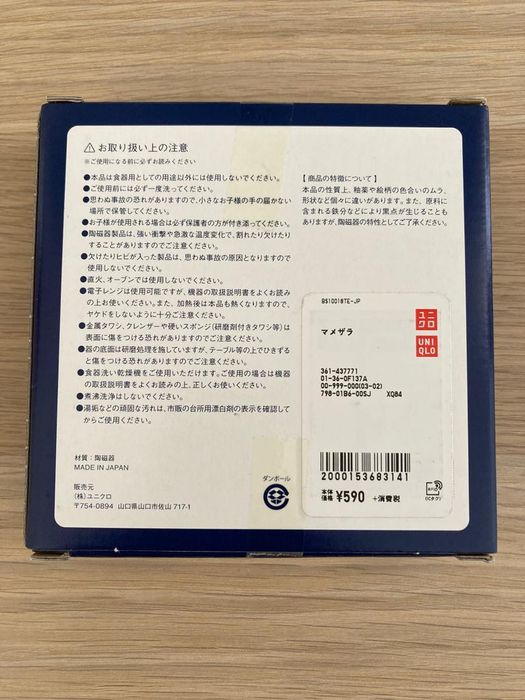 お取り扱い上の注意
※ご使用になる前に必ずお読みください
●本品は食器用としての用途以外には使用しないでください。
●ご使用前には必ず一度洗ってください。
●思わぬ事故の恐れがありますので、小さなお子様の手の届かない
場所で保管してください。
●お子様が使用される場合は必ず保護者の方が付き添ってください。
●陶磁器製品は、強い衝撃や急激な温度変化で、割れたり欠けたり
することがありますのでご注意ください。
●欠けたりヒビが入った製品は、思わぬ事故の原因となりますので
使用しないでください。
●直火、オーブンでは使用しないでください。
●電子レンジは使用可能ですが、機器の取扱説明書をよくお読み
の上お使いください。また、加熱後は本品も熱くなりますので、
ヤケドをしないようにご注意ください。
●金属タワシ、クレンザーや硬いスポンジ(研磨剤付きタワシ等)は
表面に傷をつける恐れがありますのでご注意ください。
●器の底面は研磨処理を施していますが、テーブル等の上でひきずる
と傷をつける恐れがありますのでご注意ください。
●食器洗い乾燥機をご使用いただけます。ご使用の場合は機器
の取扱説明書をよくお読みの上、正しくお使いください。
●煮沸洗浄はしないでください。
●湯垢などの頑固な汚れは、市販の台所用漂白剤の表示を確認して
からご使用ください。
材質:陶磁器
MADE IN JAPAN
販売元
(株)ユニクロ
〒754-0894 山口県山口市佐山 717-1
ダンボール
【商品の特徴について】
本品の性質上、釉薬や絵柄の色合いのムラ、
形状など個々に違いがあります。また、原料に
含まれる鉄分などにより黒点が生じることも
ありますが、陶磁器の特性としてご了承ください。
BS10018TE-JP
マメザラ
ユニ
クロ
UNI
QLO
361-437771
01-36-0F137A
00-999-000(03-02)
798-01B6-00SJ XQ84
2000153683141
本体
価格 ¥590 +消費税